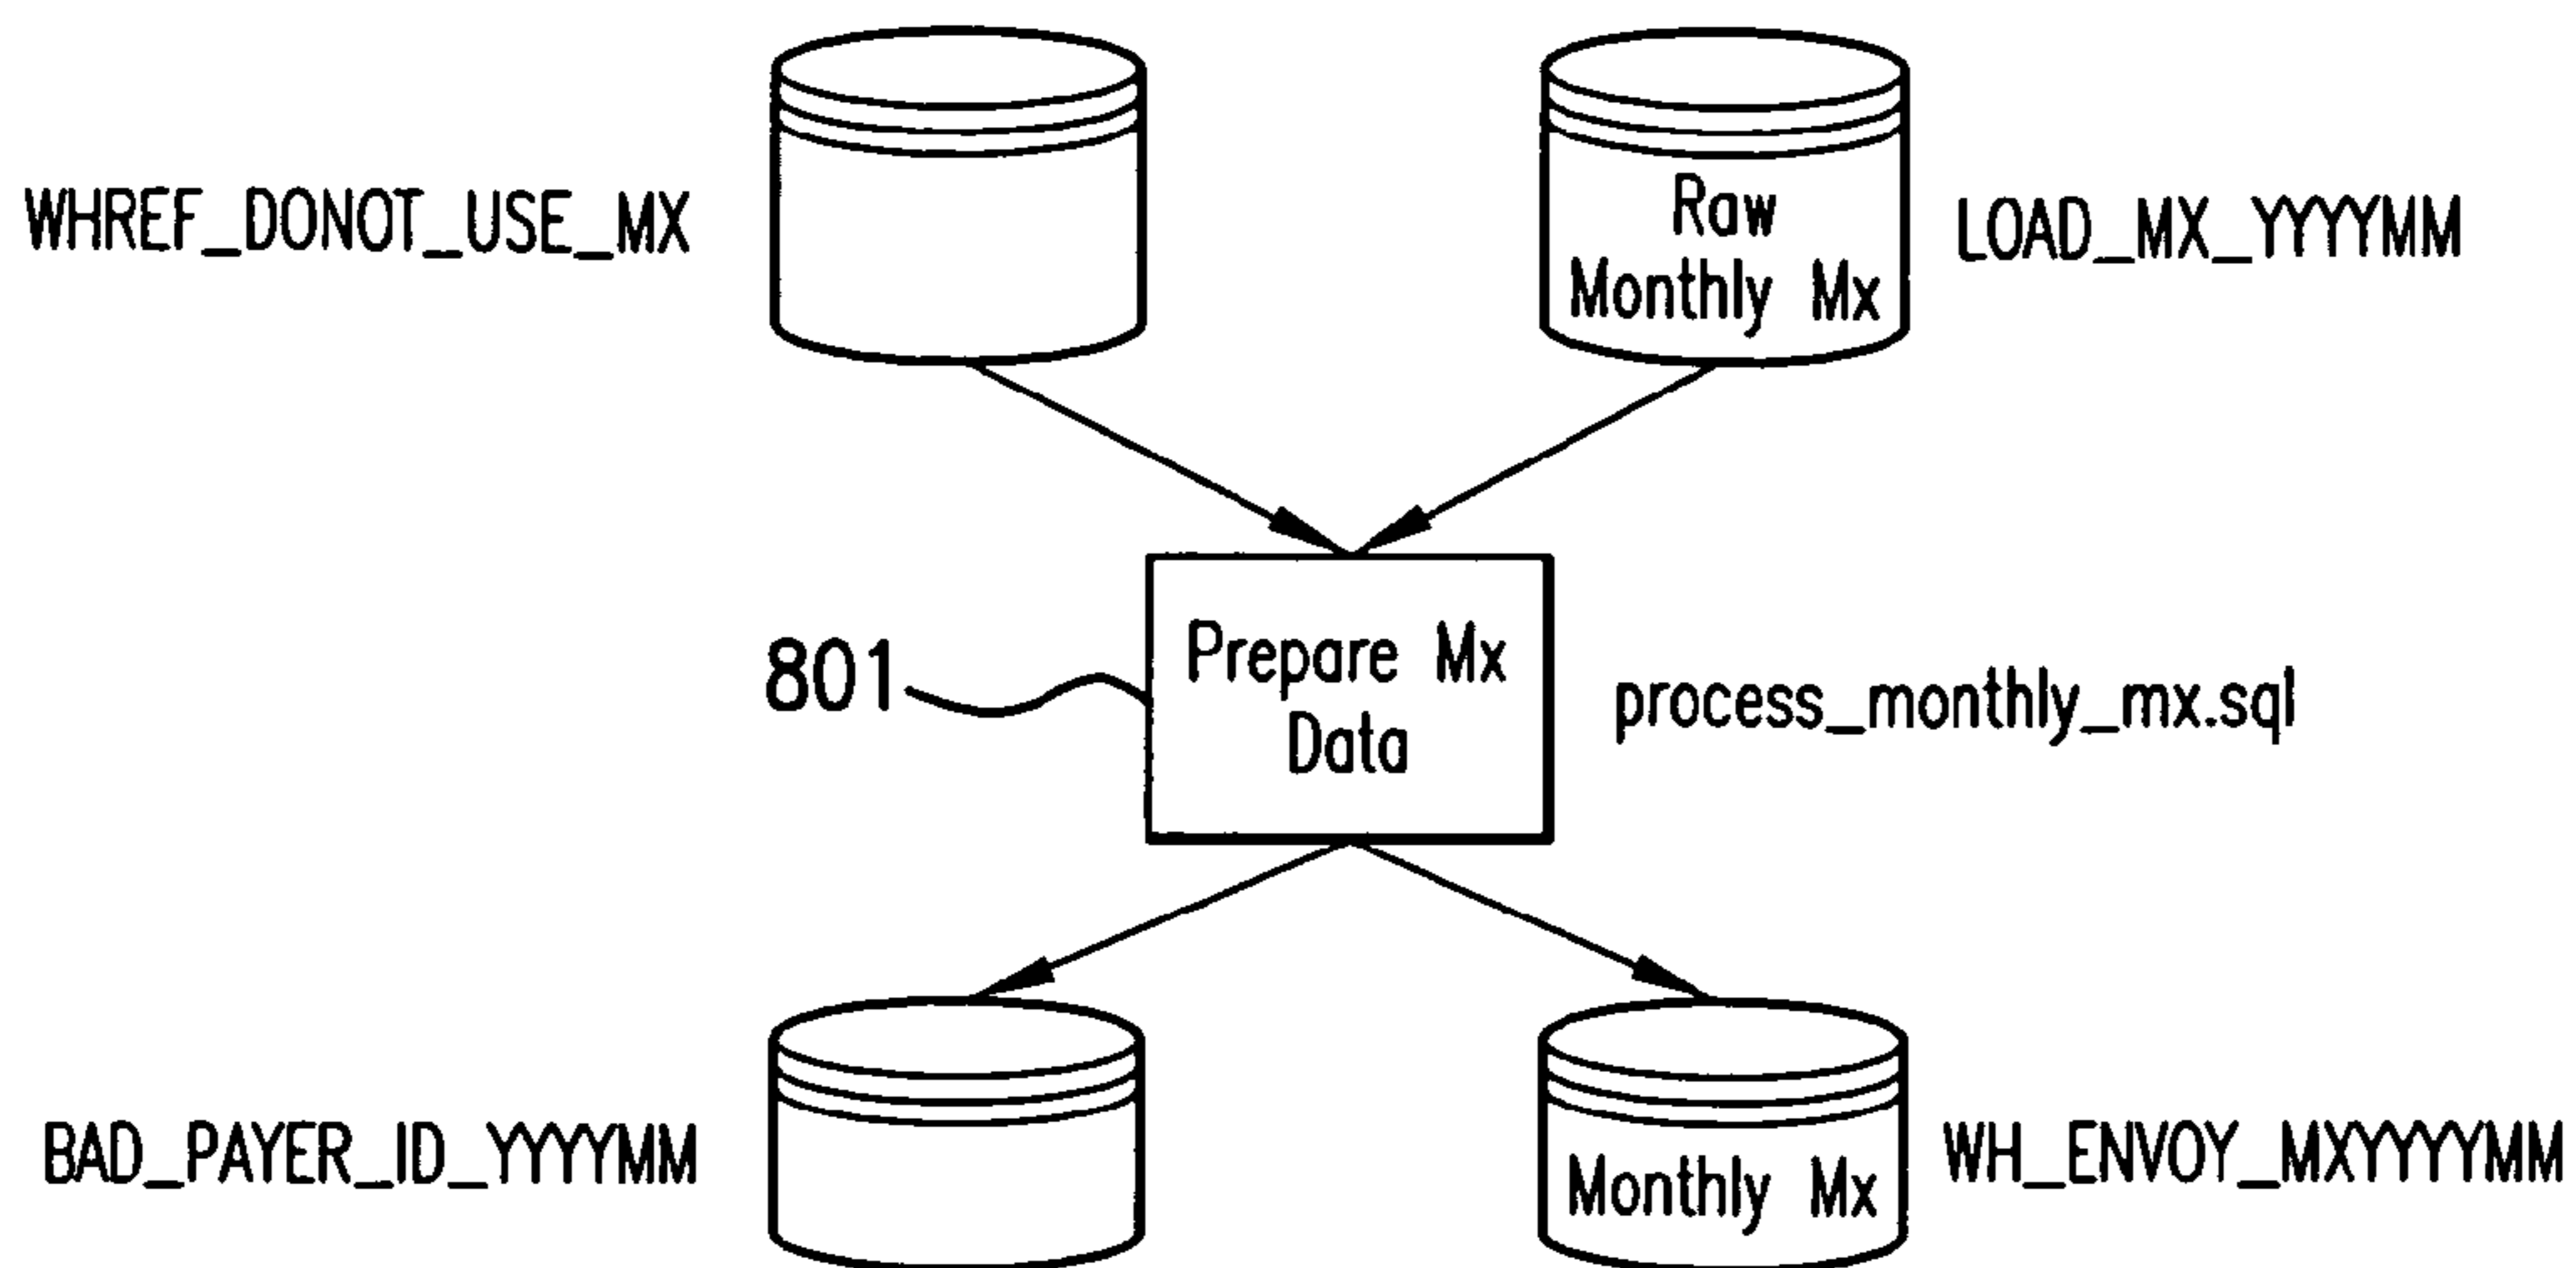 WHREF_DONOT_USE_MX
Raw
Monthly Mx
LOAD_MX_YYYYMM
801
Prepare Mx
Data
process_monthly_mx.sql
BAD_PAYER_ID_YYYYMM
Monthly Mx
WH_ENVOY_MXYYYYMM